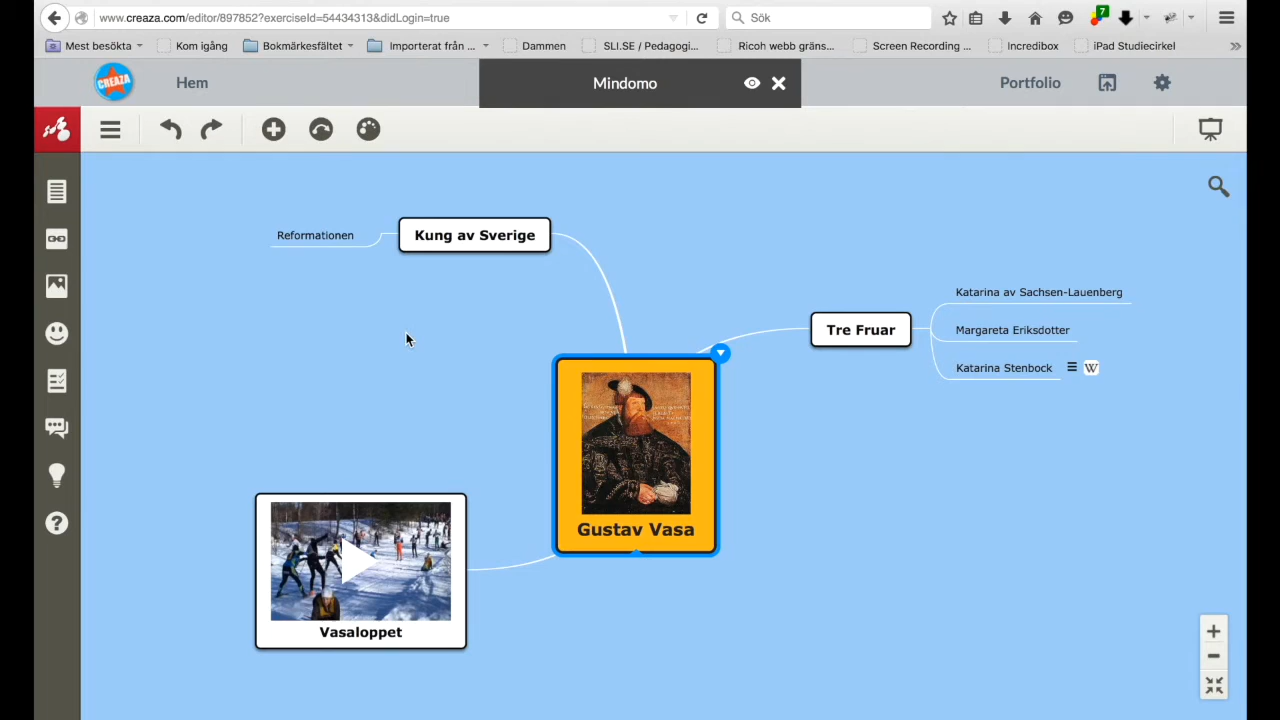 www.creaza.com/editor/897852?exerciseId=54434313&didLogin=true
Sök
7
Mest besökta
Kom igång
Bokmärkesfältet
Importerat från ...
Dammen
SLI.SE / Pedagogi...
Ricoh webb gräns...
Screen Recording ...
Incredibox
iPad Studiecirkel
CREAZA
Hem
Mindomo
Portfolio
Reformationen
Kung av Sverige
Katarina av Sachsen-Lauenberg
Tre Fruar
Margareta Eriksdotter
Katarina Stenbock
W
Gustav Vasa
Vasaloppet